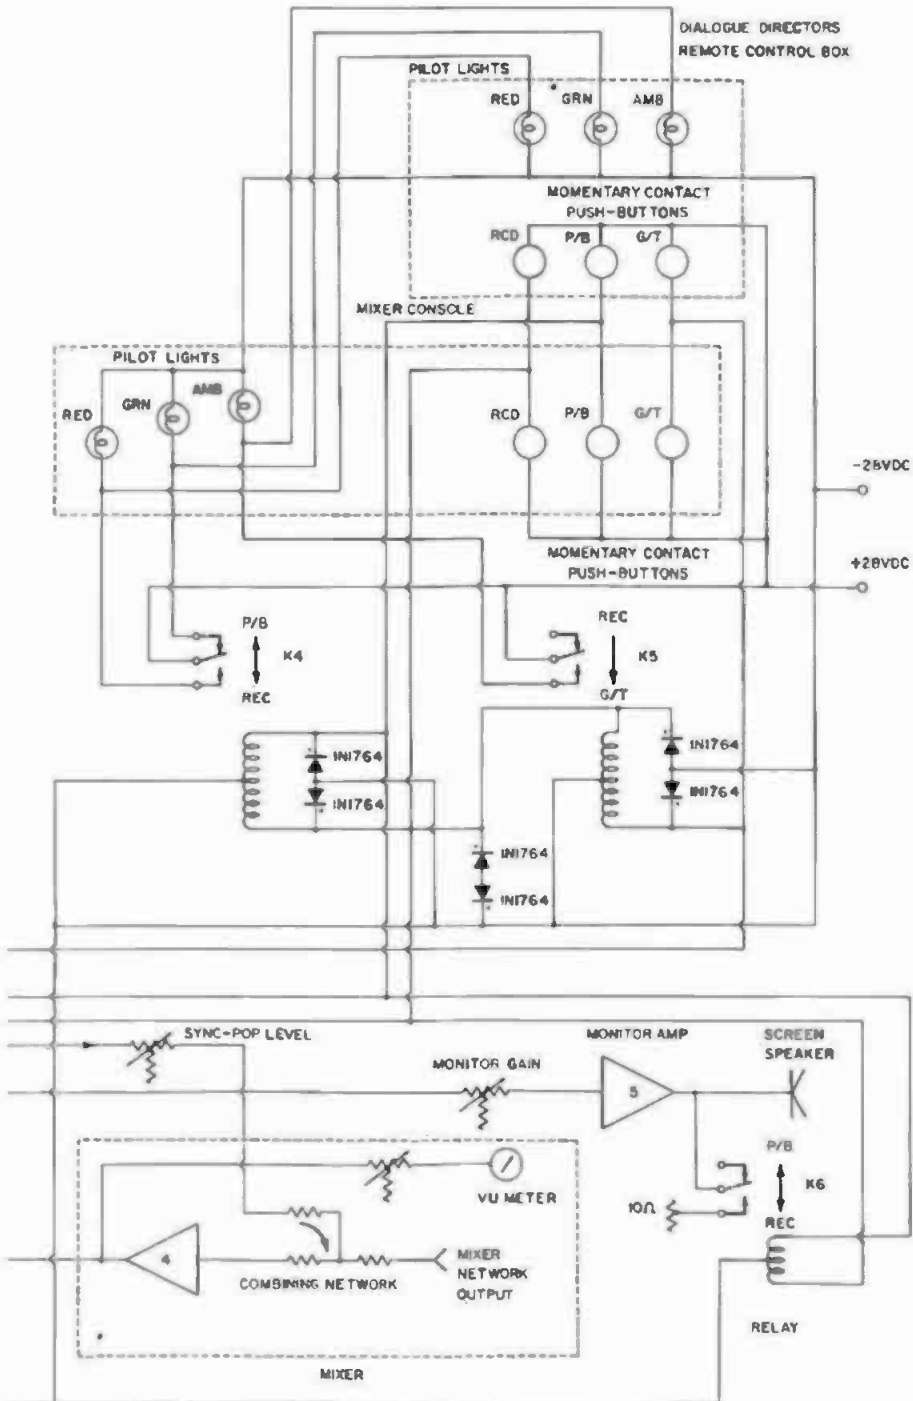 DIALOGUE DIRECTORS
REMOTE CONTROL BOX
PILOT LIGHTS
RED
GRN
AMB
MOMENTARY CONTACT
PUSH-BUTTONS
RCD
P/B
G/T
MIXER CONSOLE
PILOT LIGHTS
RED
GRN
AMB
RCD
P/B
G/T
-28VDC
MOMENTARY CONTACT
PUSH-BUTTONS
+28VDC
P/B
K4
REC
REC
K5
G/T
1N1764
1N1764
1N1764
1N1764
1N1764
1N1764
SYNC-POP LEVEL
MONITOR AMP
SCREEN
SPEAKER
MONITOR GAIN
5
P/B
K6
REC
10Ω
VU METER
4
COMBINING NETWORK
MIXER
NETWORK
OUTPUT
RELAY
MIXER